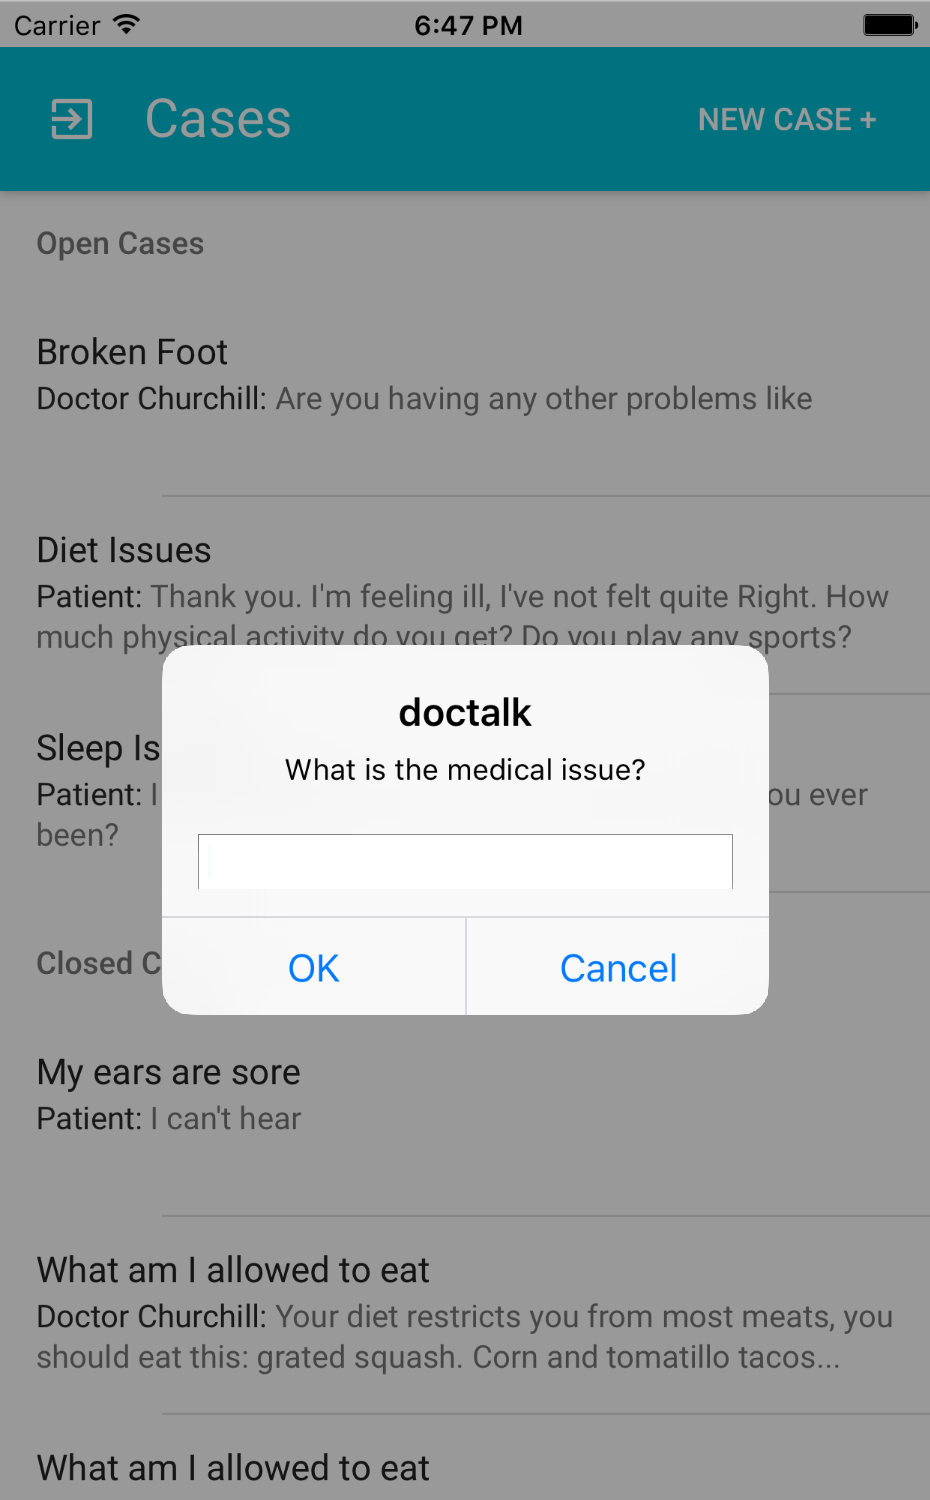 Carrier 6:47 PM
Cases NEW CASE +
Open Cases
Broken Foot
Doctor Churchill: Are you having any other problems like
Diet Issues
Patient: Thank you. I'm feeling ill, I've not felt quite Right. How
much physical activity do you get? Do you play any sports?
doctalk
What is the medical issue?
OK Cancel
Sleep Is
Patient: I ou ever
been?
Closed C
My ears are sore
Patient: I can't hear
What am I allowed to eat
Doctor Churchill: Your diet restricts you from most meats, you
should eat this: grated squash. Corn and tomatillo tacos...
What am I allowed to eat